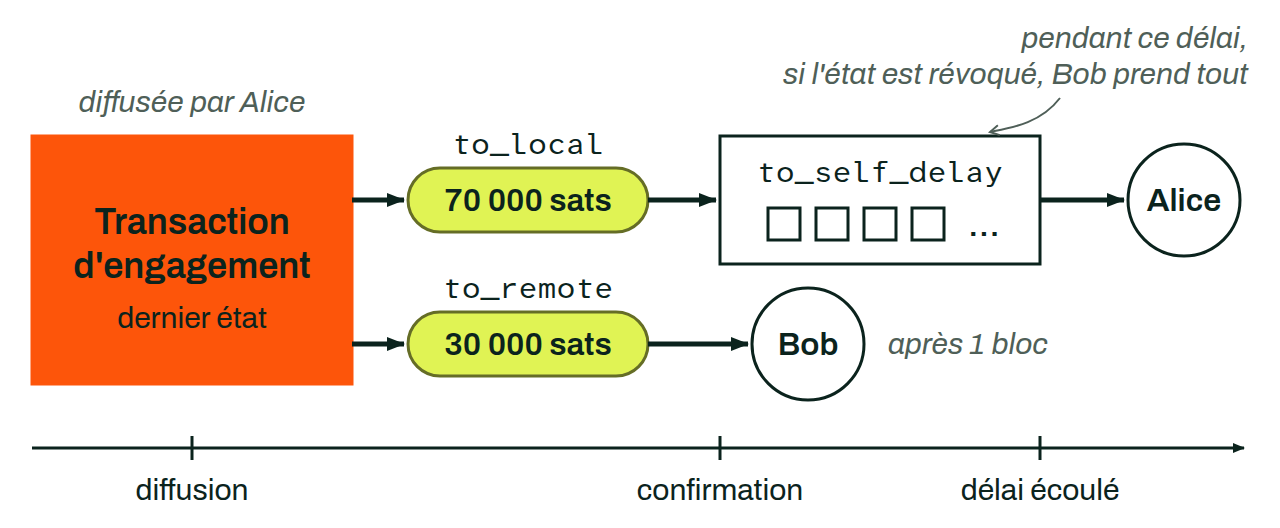 pendant ce délai,
si l'état est révoqué, Bob prend tout
diffusée par Alice
Transaction
d'engagement
dernier état
to_local
70 000 sats
to_self_delay
...
Alice
to_remote
30 000 sats
Bob
après 1 bloc
diffusion
confirmation
délai écoulé